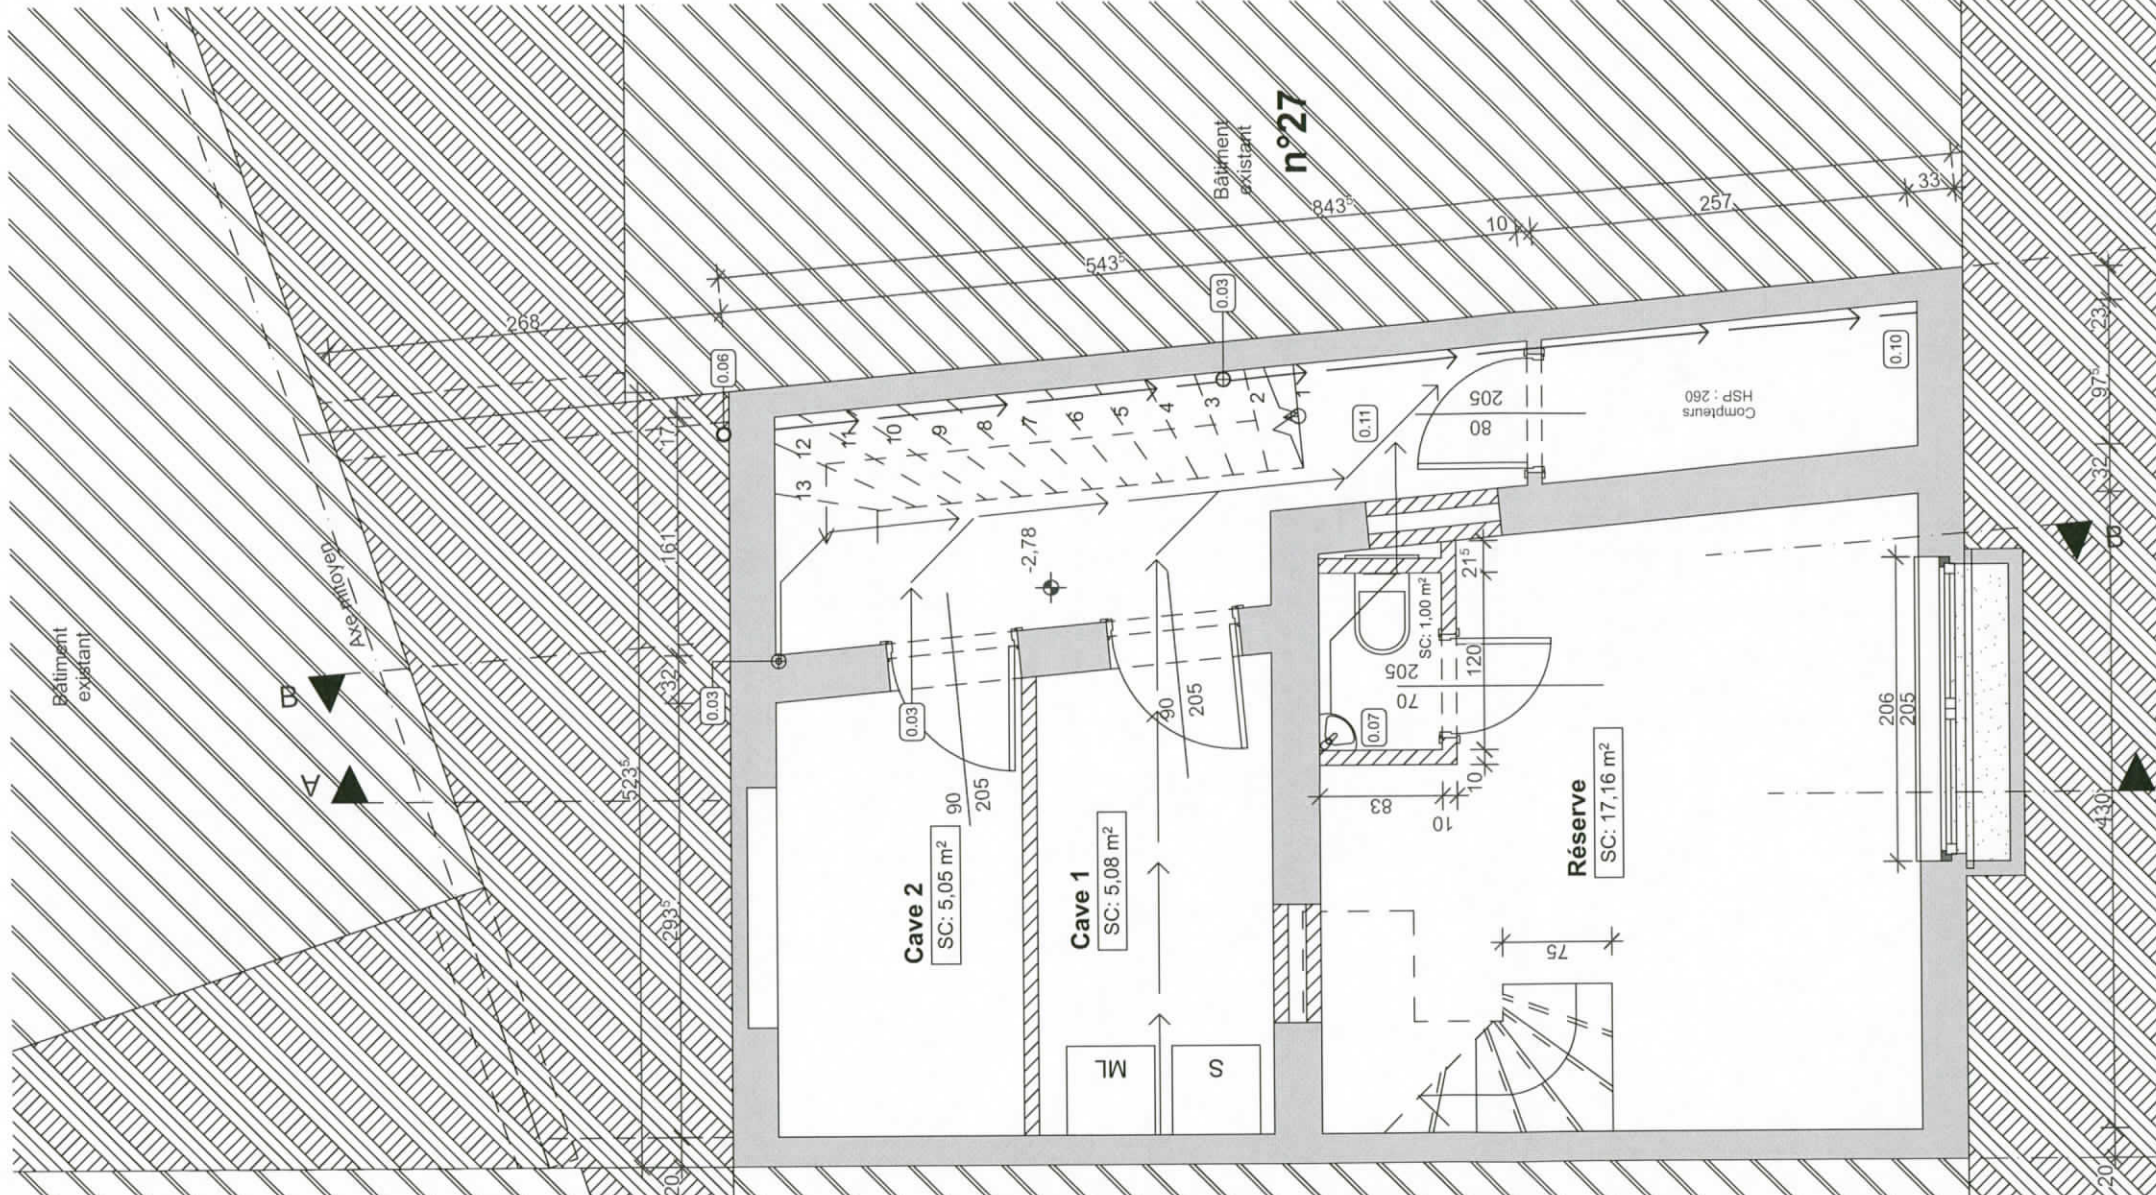 Bâtiment
existant
Axe mitoyen
B
A
Bâtiment
existant
n°27
268
543⁵
843⁵
10
257
33
0.06
0.03
0.03
0.03
17
161
32
523⁵
293⁵
20
13
12
11
10
9
8
7
6
5
4
3
2
1
0.11
80
205
Compteurs
HSP : 260
0.10
-2,78
90
205
90
205
Cave 2
SC: 5,05 m²
Cave 1
SC: 5,08 m²
ML
S
SC: 1,00 m²
21⁵
120
70
205
0.07
10
83
10
Réserve
SC: 17,16 m²
75
206
205
23
97⁵
32
B
430
20